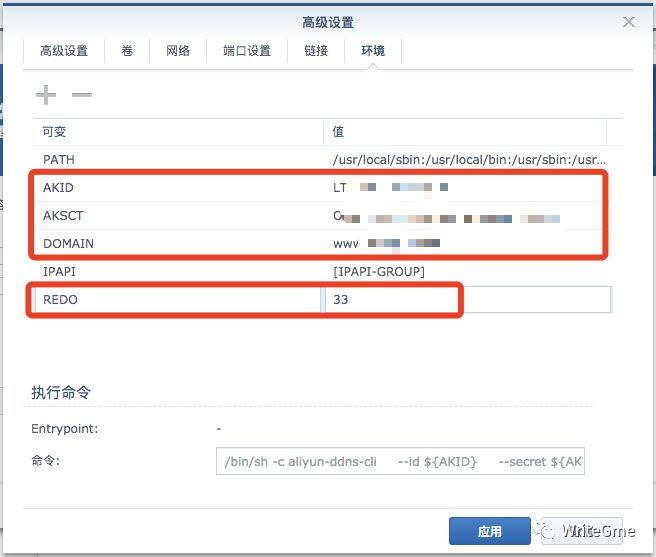 高级设置
高级设置 卷 网络 端口设置 链接 环境
可变 值
PATH /usr/local/sbin:/usr/local/bin:/usr/sbin:/usr...
AKID LT
AKSCT
DOMAIN www
IPAPI [IPAPI-GROUP]
REDO 33
执行命令
Entrypoint: -
命令: /bin/sh -c aliyun-ddns-cli --id ${AKID} --secret ${AK
应用 WriteGme